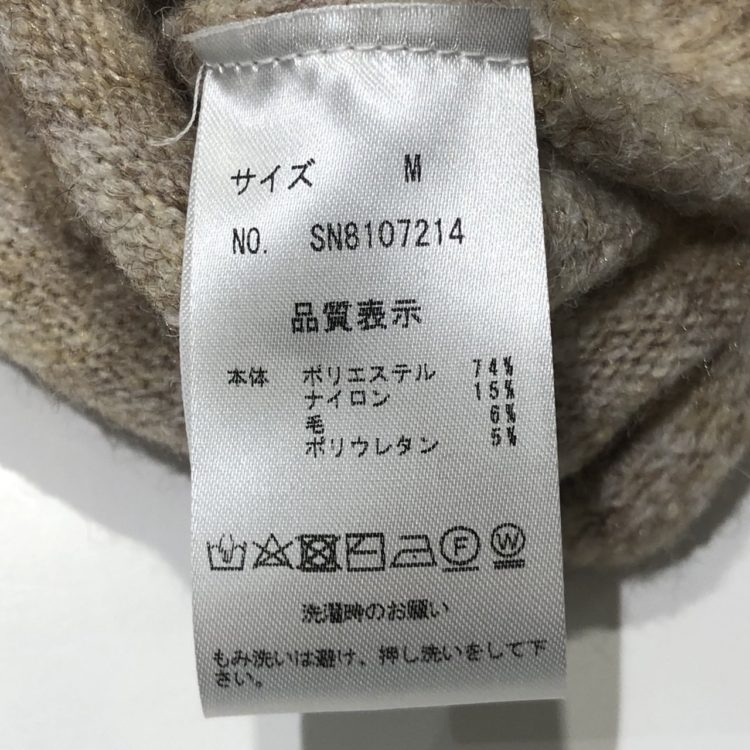 サイズ M
NO. SN8107214
品質表示
本体 ポリエステル 74%
ナイロン 15%
毛 6%
ポリウレタン 5%
F W
洗濯時のお願い
もみ洗いは避け、押し洗いをして下
さい。